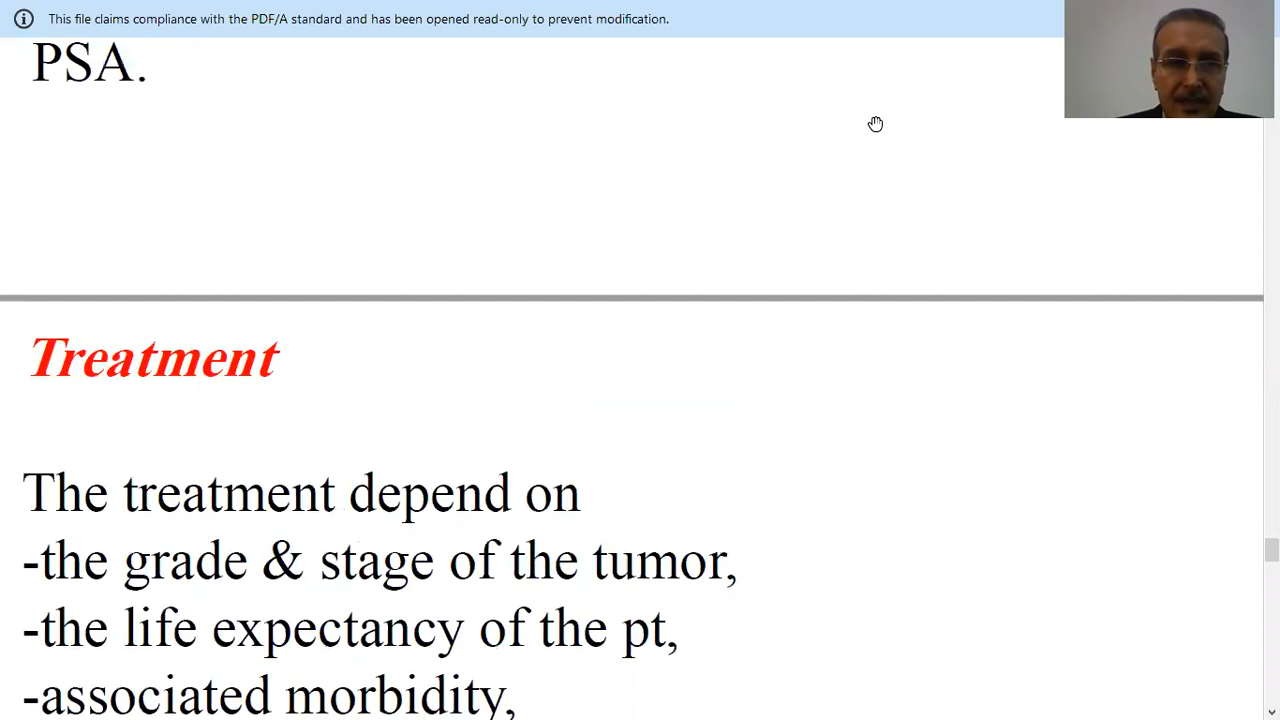 This file claims compliance with the PDF/A standard and has been opened read-only to prevent modification.
PSA.
Treatment
The treatment depend on
-the grade & stage of the tumor,
-the life expectancy of the pt,
-associated morbidity,